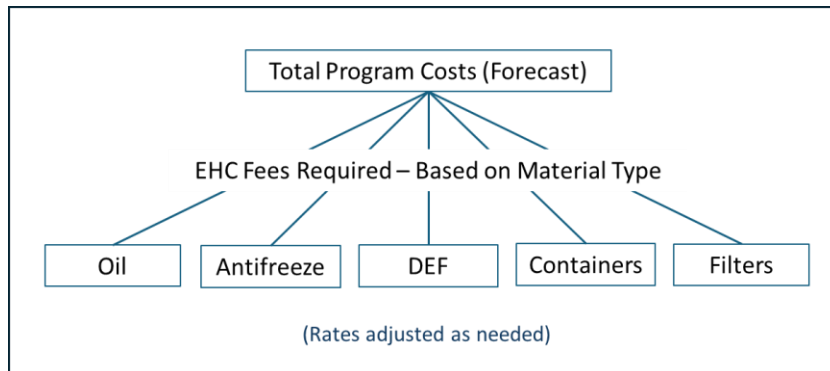 Total Program Costs (Forecast)
EHC Fees Required – Based on Material Type
Oil
Antifreeze
DEF
Containers
Filters
(Rates adjusted as needed)